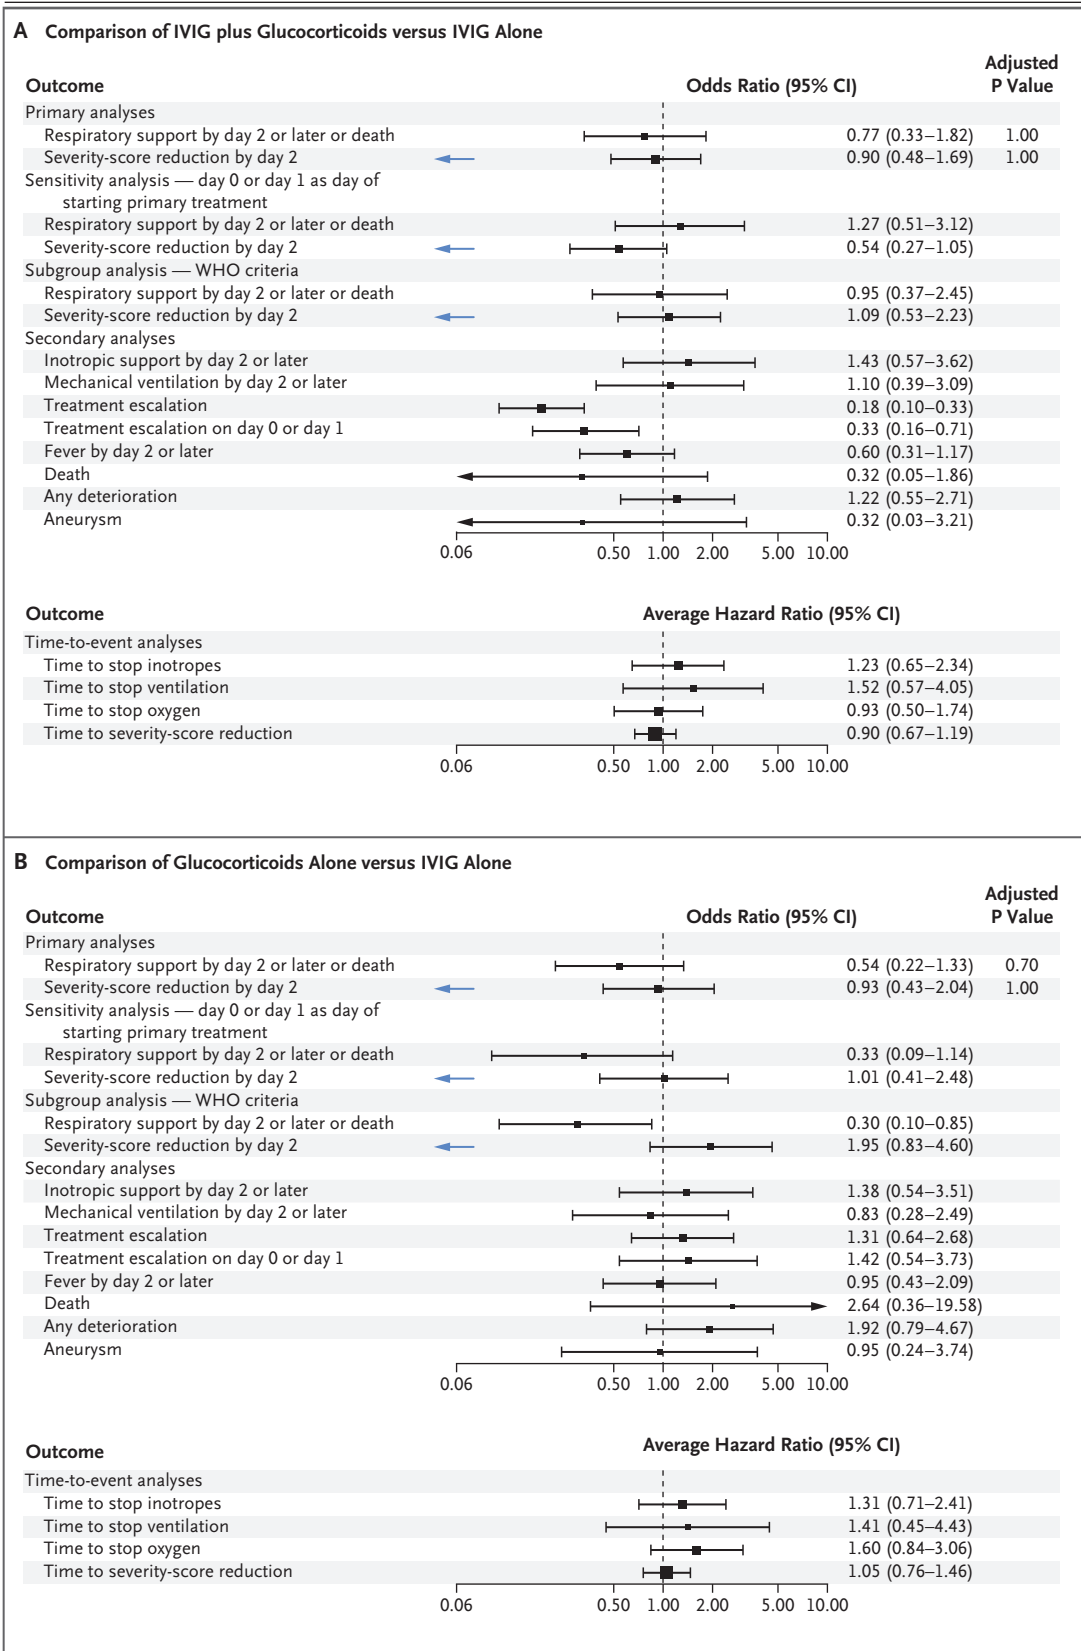 A Comparison of IVIG plus Glucocorticoids versus IVIG Alone
Outcome Odds Ratio (95% CI) Adjusted P Value
Primary analyses
Respiratory support by day 2 or later or death 0.77 (0.33–1.82) 1.00
Severity-score reduction by day 2 0.90 (0.48–1.69) 1.00
Sensitivity analysis — day 0 or day 1 as day of
starting primary treatment
Respiratory support by day 2 or later or death 1.27 (0.51–3.12)
Severity-score reduction by day 2 0.54 (0.27–1.05)
Subgroup analysis — WHO criteria
Respiratory support by day 2 or later or death 0.95 (0.37–2.45)
Severity-score reduction by day 2 1.09 (0.53–2.23)
Secondary analyses
Inotropic support by day 2 or later 1.43 (0.57–3.62)
Mechanical ventilation by day 2 or later 1.10 (0.39–3.09)
Treatment escalation 0.18 (0.10–0.33)
Treatment escalation on day 0 or day 1 0.33 (0.16–0.71)
Fever by day 2 or later 0.60 (0.31–1.17)
Death 0.32 (0.05–1.86)
Any deterioration 1.22 (0.55–2.71)
Aneurysm 0.32 (0.03–3.21)
0.06 0.50 1.00 2.00 5.00 10.00
Outcome Average Hazard Ratio (95% CI)
Time-to-event analyses
Time to stop inotropes 1.23 (0.65–2.34)
Time to stop ventilation 1.52 (0.57–4.05)
Time to stop oxygen 0.93 (0.50–1.74)
Time to severity-score reduction 0.90 (0.67–1.19)
0.06 0.50 1.00 2.00 5.00 10.00
B Comparison of Glucocorticoids Alone versus IVIG Alone
Outcome Odds Ratio (95% CI) Adjusted P Value
Primary analyses
Respiratory support by day 2 or later or death 0.54 (0.22–1.33) 0.70
Severity-score reduction by day 2 0.93 (0.43–2.04) 1.00
Sensitivity analysis — day 0 or day 1 as day of
starting primary treatment
Respiratory support by day 2 or later or death 0.33 (0.09–1.14)
Severity-score reduction by day 2 1.01 (0.41–2.48)
Subgroup analysis — WHO criteria
Respiratory support by day 2 or later or death 0.30 (0.10–0.85)
Severity-score reduction by day 2 1.95 (0.83–4.60)
Secondary analyses
Inotropic support by day 2 or later 1.38 (0.54–3.51)
Mechanical ventilation by day 2 or later 0.83 (0.28–2.49)
Treatment escalation 1.31 (0.64–2.68)
Treatment escalation on day 0 or day 1 1.42 (0.54–3.73)
Fever by day 2 or later 0.95 (0.43–2.09)
Death 2.64 (0.36–19.58)
Any deterioration 1.92 (0.79–4.67)
Aneurysm 0.95 (0.24–3.74)
0.06 0.50 1.00 2.00 5.00 10.00
Outcome Average Hazard Ratio (95% CI)
Time-to-event analyses
Time to stop inotropes 1.31 (0.71–2.41)
Time to stop ventilation 1.41 (0.45–4.43)
Time to stop oxygen 1.60 (0.84–3.06)
Time to severity-score reduction 1.05 (0.76–1.46)
0.06 0.50 1.00 2.00 5.00 10.00